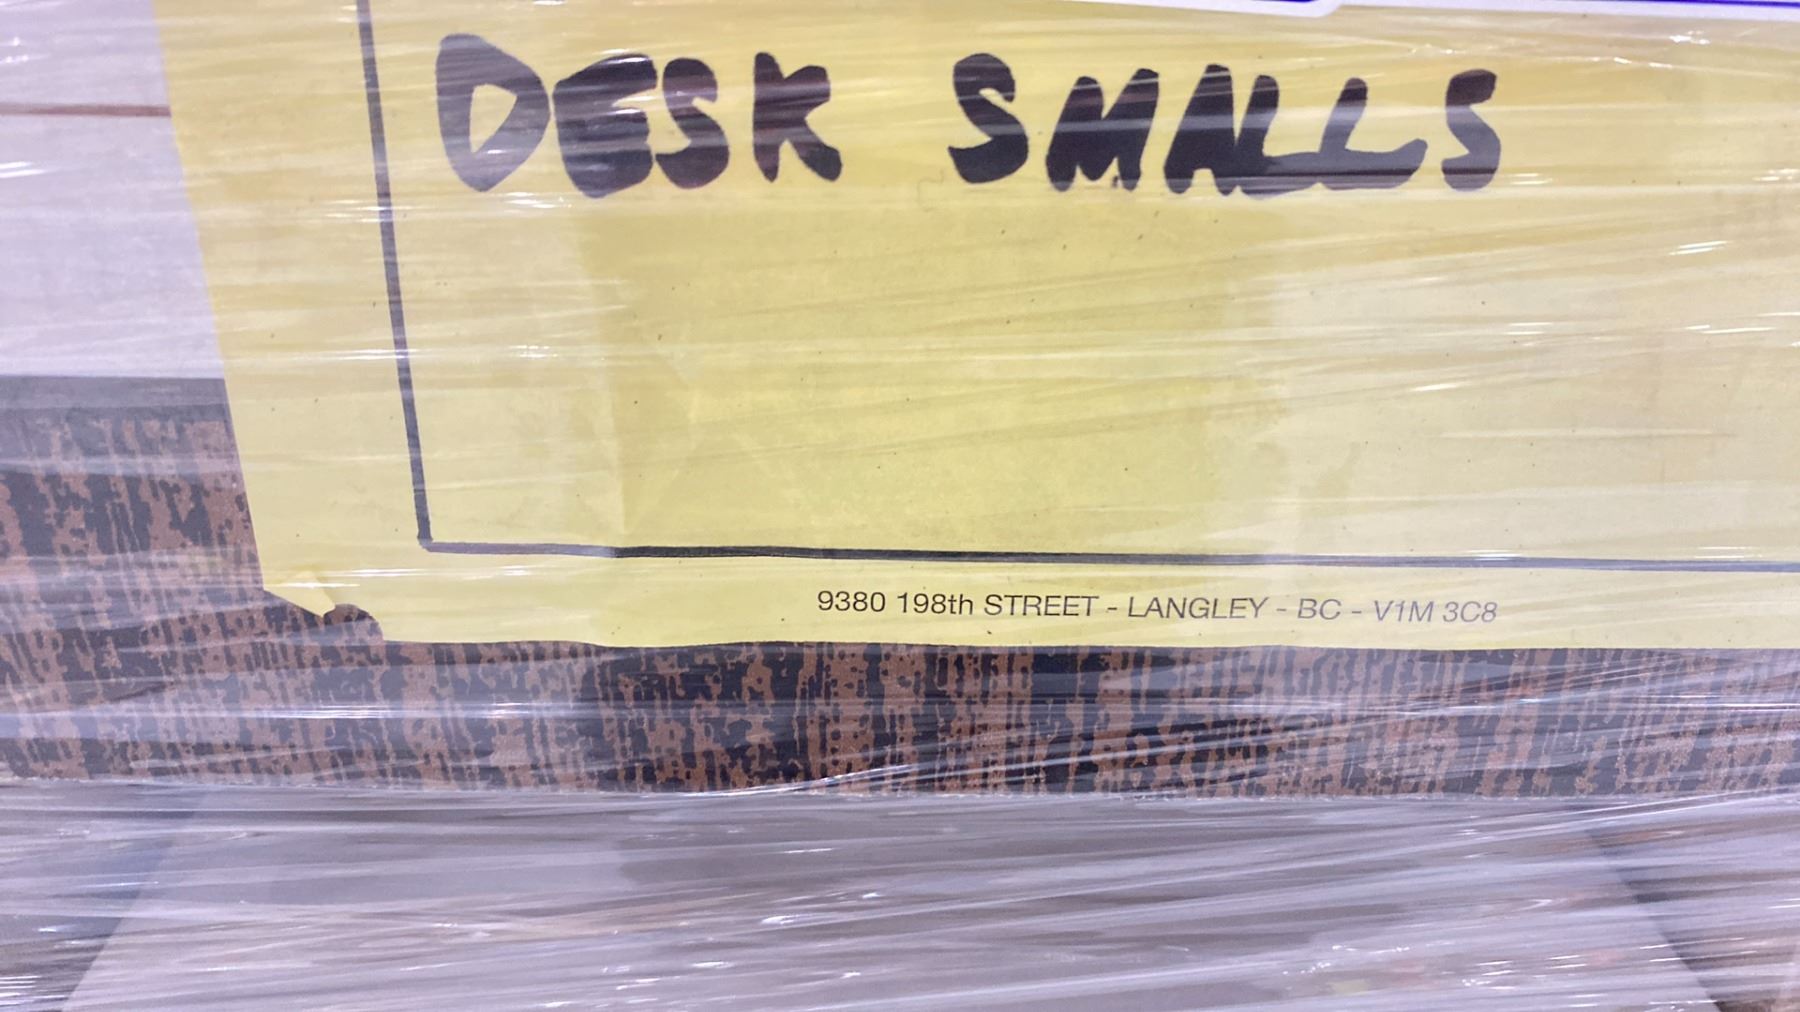 DESK SMALLS
9380 198th STREET - LANGLEY - BC - V1M 3C8